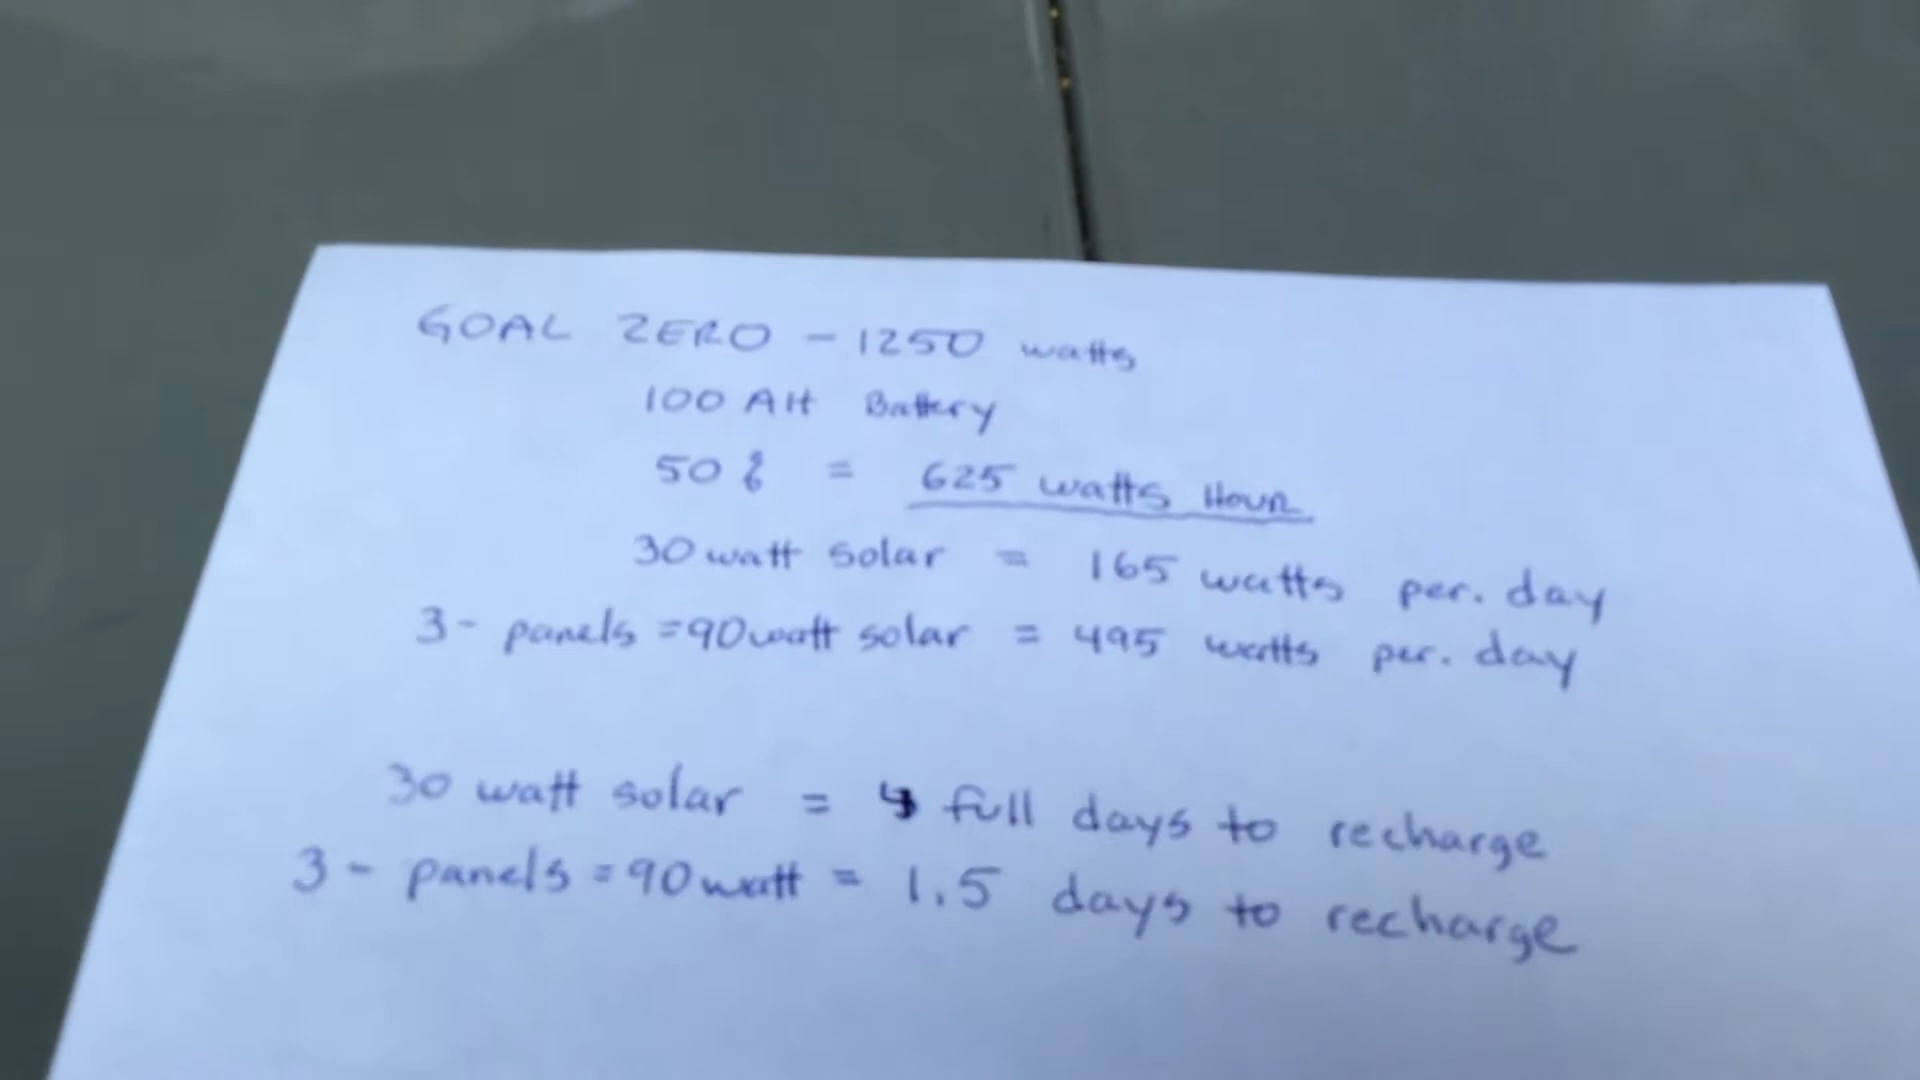 GOAL ZERO - 1250 watts
100 AH Battery
50 % = 625 watts Hour
30 watt solar = 165 watts per. day
3 - panels = 90 watt solar = 495 watts per. day
30 watt solar = 4 full days to recharge
3 - panels = 90 watt = 1.5 days to recharge